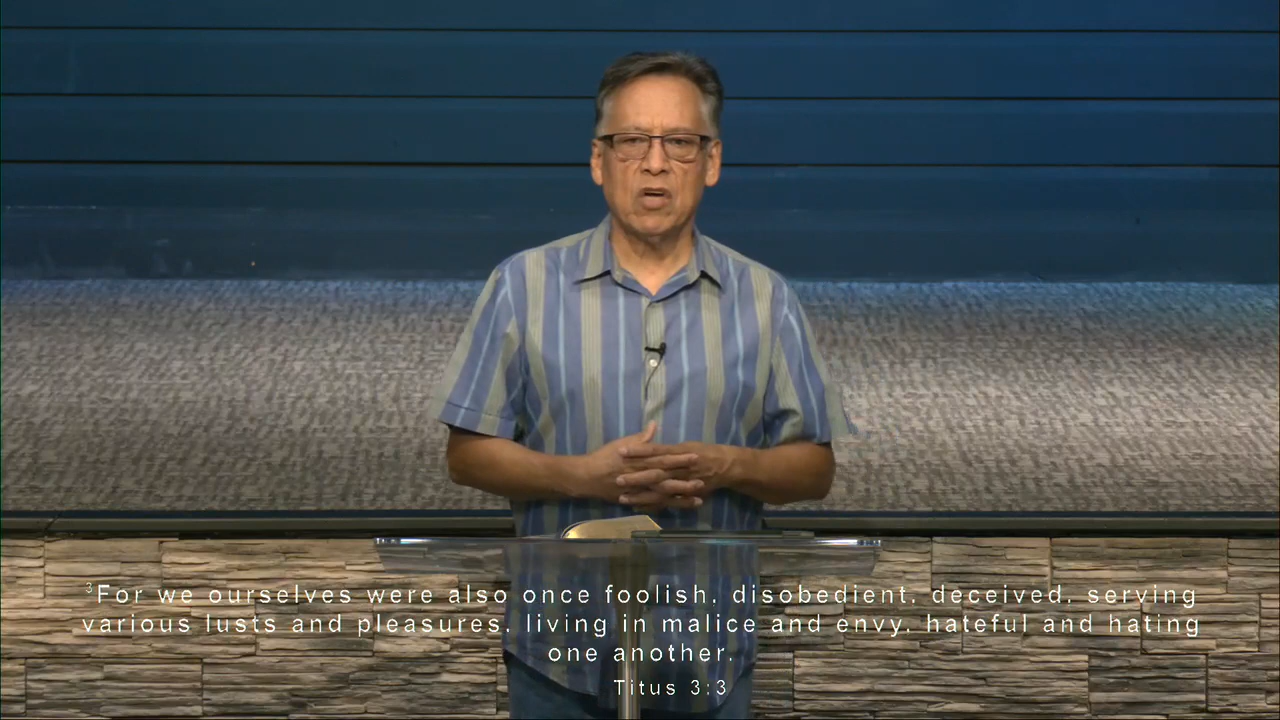 ³For we ourselves were also once foolish, disobedient, deceived, serving
various lusts and pleasures, living in malice and envy, hateful and hating
one another.
Titus 3:3